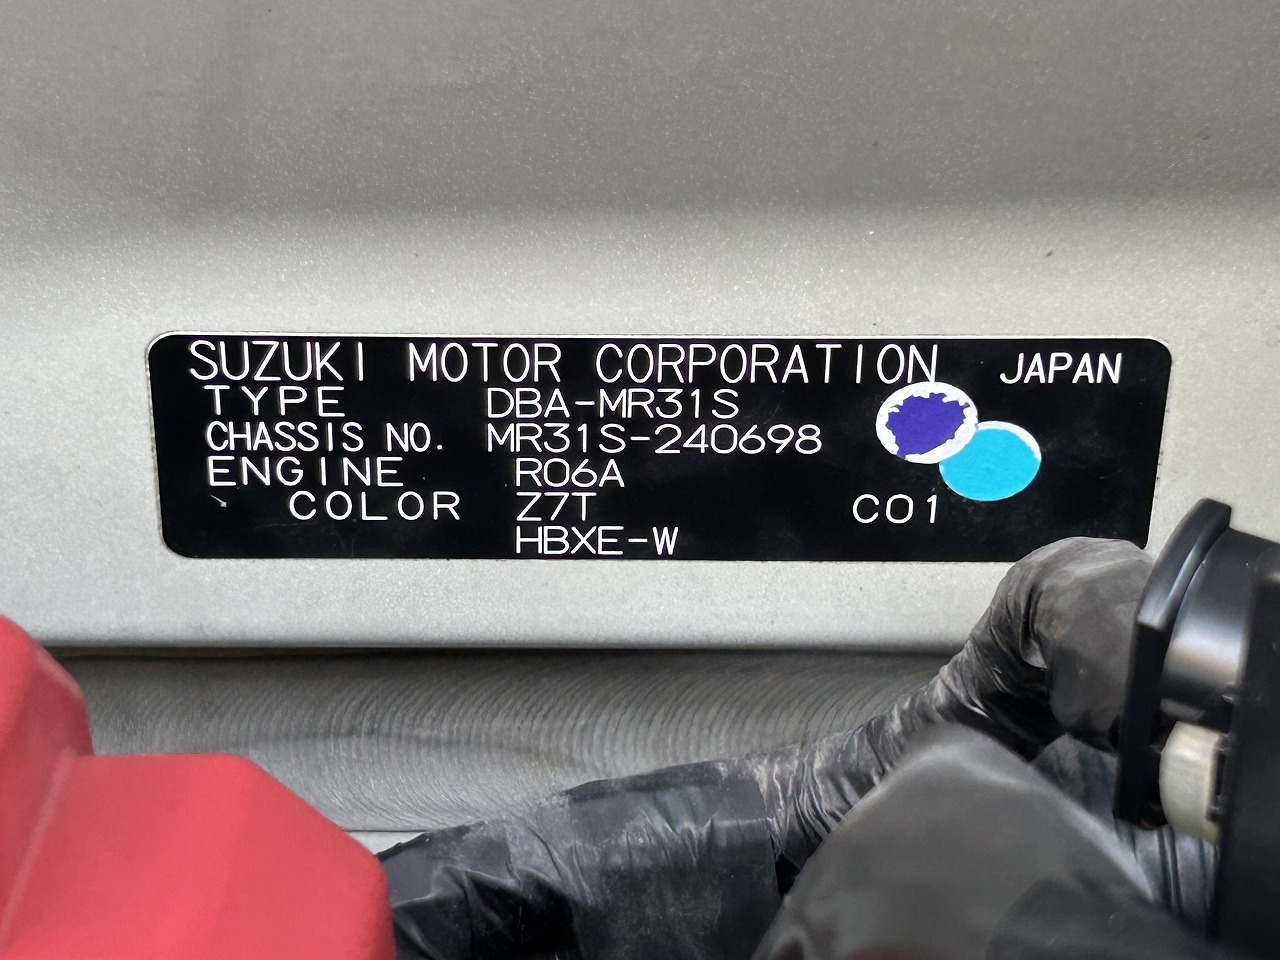 SUZUKI MOTOR CORPORATION JAPAN
TYPE DBA-MR31S
CHASSIS NO. MR31S-240698
ENGINE R06A
COLOR Z7T C01
HBXE-W